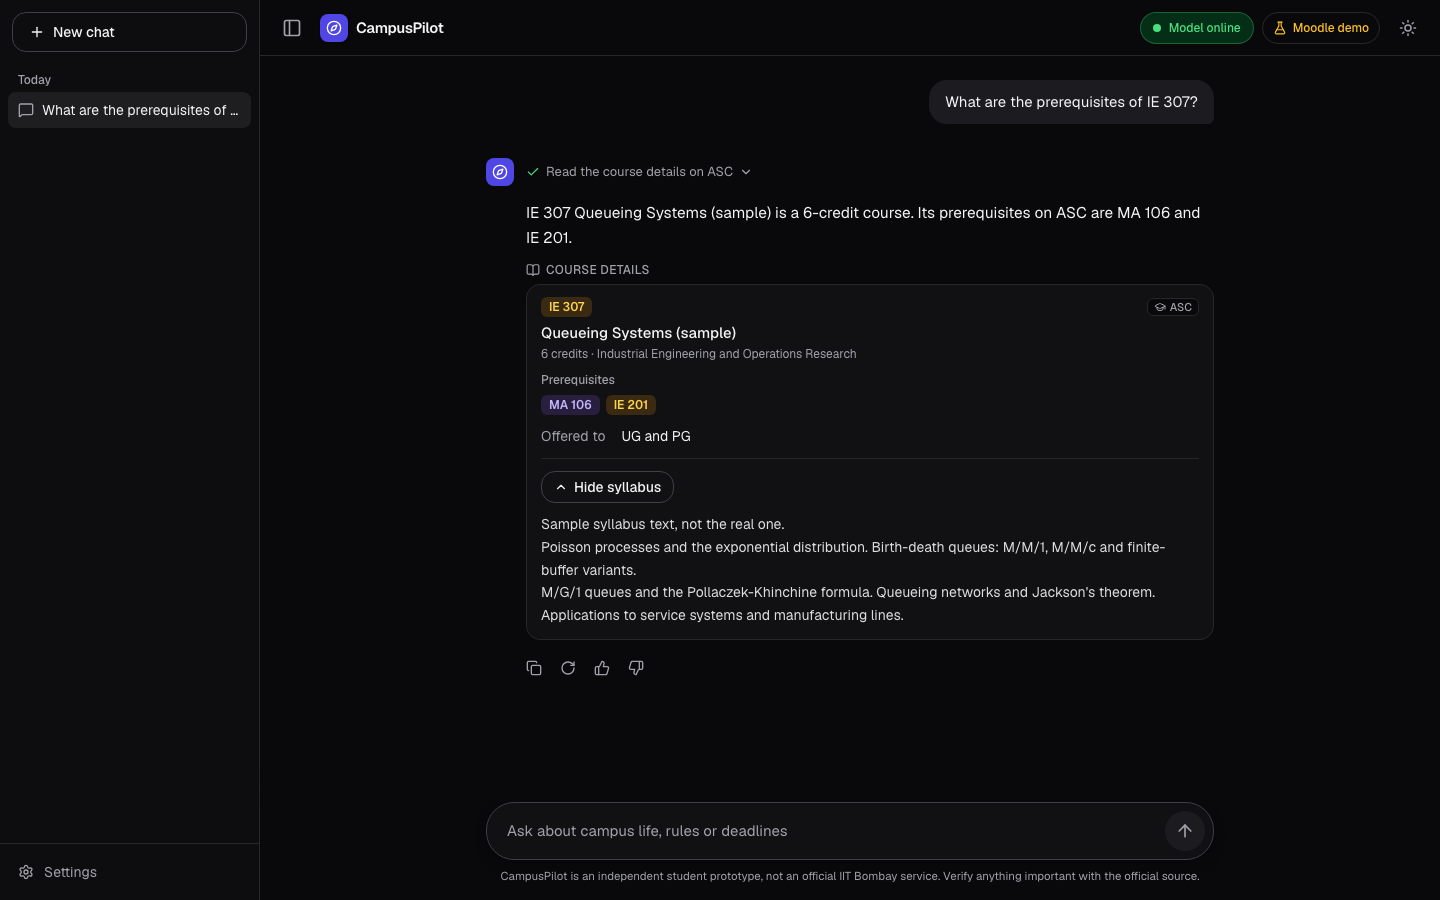 New chat
Today
What are the prerequisites of ...
Settings
CampusPilot
Model online
Moodle demo
What are the prerequisites of IE 307?
Read the course details on ASC
IE 307 Queueing Systems (sample) is a 6-credit course. Its prerequisites on ASC are MA 106 and
IE 201.
COURSE DETAILS
IE 307
ASC
Queueing Systems (sample)
6 credits · Industrial Engineering and Operations Research
Prerequisites
MA 106 IE 201
Offered to UG and PG
Hide syllabus
Sample syllabus text, not the real one.
Poisson processes and the exponential distribution. Birth-death queues: M/M/1, M/M/c and finite-
buffer variants.
M/G/1 queues and the Pollaczek-Khinchine formula. Queueing networks and Jackson's theorem.
Applications to service systems and manufacturing lines.
Ask about campus life, rules or deadlines
CampusPilot is an independent student prototype, not an official IIT Bombay service. Verify anything important with the official source.